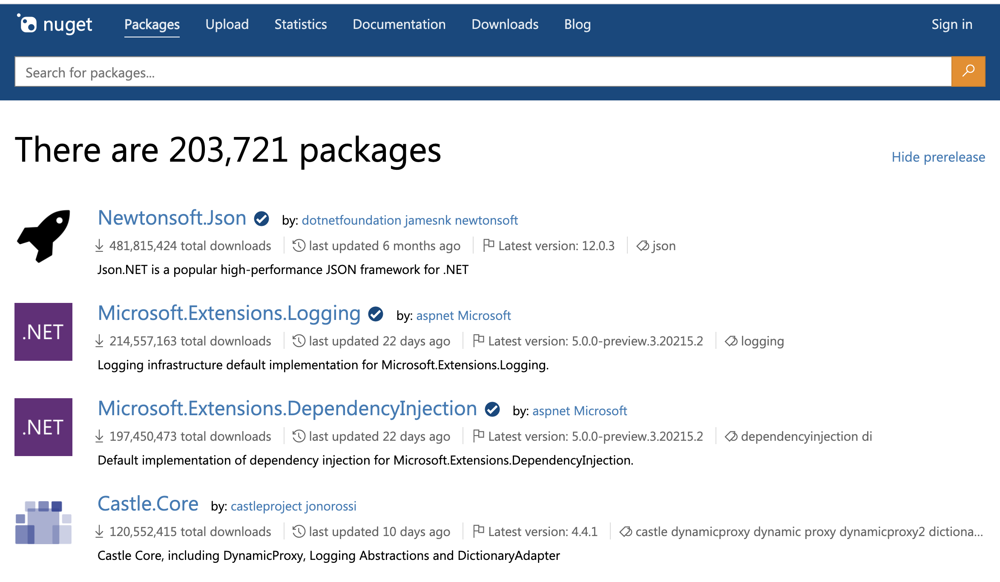 nuget Packages Upload Statistics Documentation Downloads Blog Sign in
Search for packages...
There are 203,721 packages
Hide prerelease
Newtonsoft.Json by: dotnetfoundation jamesnk newtonsoft
481,815,424 total downloads last updated 6 months ago Latest version: 12.0.3 json
Json.NET is a popular high-performance JSON framework for .NET
.NET
Microsoft.Extensions.Logging by: aspnet Microsoft
214,557,163 total downloads last updated 22 days ago Latest version: 5.0.0-preview.3.20215.2 logging
Logging infrastructure default implementation for Microsoft.Extensions.Logging.
.NET
Microsoft.Extensions.DependencyInjection by: aspnet Microsoft
197,450,473 total downloads last updated 22 days ago Latest version: 5.0.0-preview.3.20215.2 dependencyinjection di
Default implementation of dependency injection for Microsoft.Extensions.DependencyInjection.
Castle.Core by: castleproject jonorossi
120,552,415 total downloads last updated 10 days ago Latest version: 4.4.1 castle dynamicproxy dynamic proxy dynamicproxy2 dictiona...
Castle Core, including DynamicProxy, Logging Abstractions and DictionaryAdapter